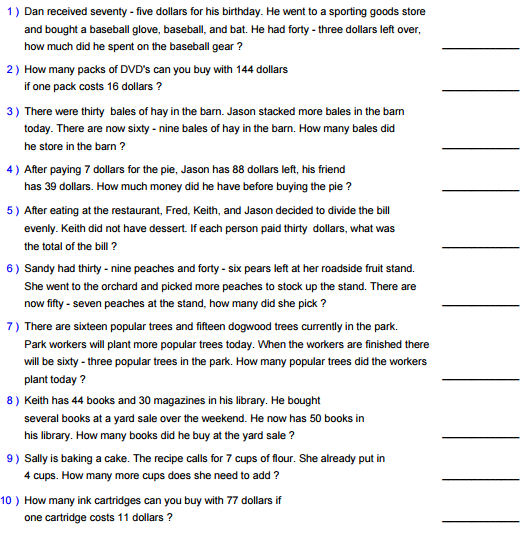 1 ) Dan received seventy - five dollars for his birthday. He went to a sporting goods store
and bought a baseball glove, baseball, and bat. He had forty - three dollars left over,
how much did he spent on the baseball gear ?
2 ) How many packs of DVD's can you buy with 144 dollars
if one pack costs 16 dollars ?
3 ) There were thirty bales of hay in the barn. Jason stacked more bales in the barn
today. There are now sixty - nine bales of hay in the barn. How many bales did
he store in the barn ?
4 ) After paying 7 dollars for the pie, Jason has 88 dollars left, his friend
has 39 dollars. How much money did he have before buying the pie ?
5 ) After eating at the restaurant, Fred, Keith, and Jason decided to divide the bill
evenly. Keith did not have dessert. If each person paid thirty dollars, what was
the total of the bill ?
6 ) Sandy had thirty - nine peaches and forty - six pears left at her roadside fruit stand.
She went to the orchard and picked more peaches to stock up the stand. There are
now fifty - seven peaches at the stand, how many did she pick ?
7 ) There are sixteen popular trees and fifteen dogwood trees currently in the park.
Park workers will plant more popular trees today. When the workers are finished there
will be sixty - three popular trees in the park. How many popular trees did the workers
plant today ?
8 ) Keith has 44 books and 30 magazines in his library. He bought
several books at a yard sale over the weekend. He now has 50 books in
his library. How many books did he buy at the yard sale ?
9 ) Sally is baking a cake. The recipe calls for 7 cups of flour. She already put in
4 cups. How many more cups does she need to add ?
10 ) How many ink cartridges can you buy with 77 dollars if
one cartridge costs 11 dollars ?